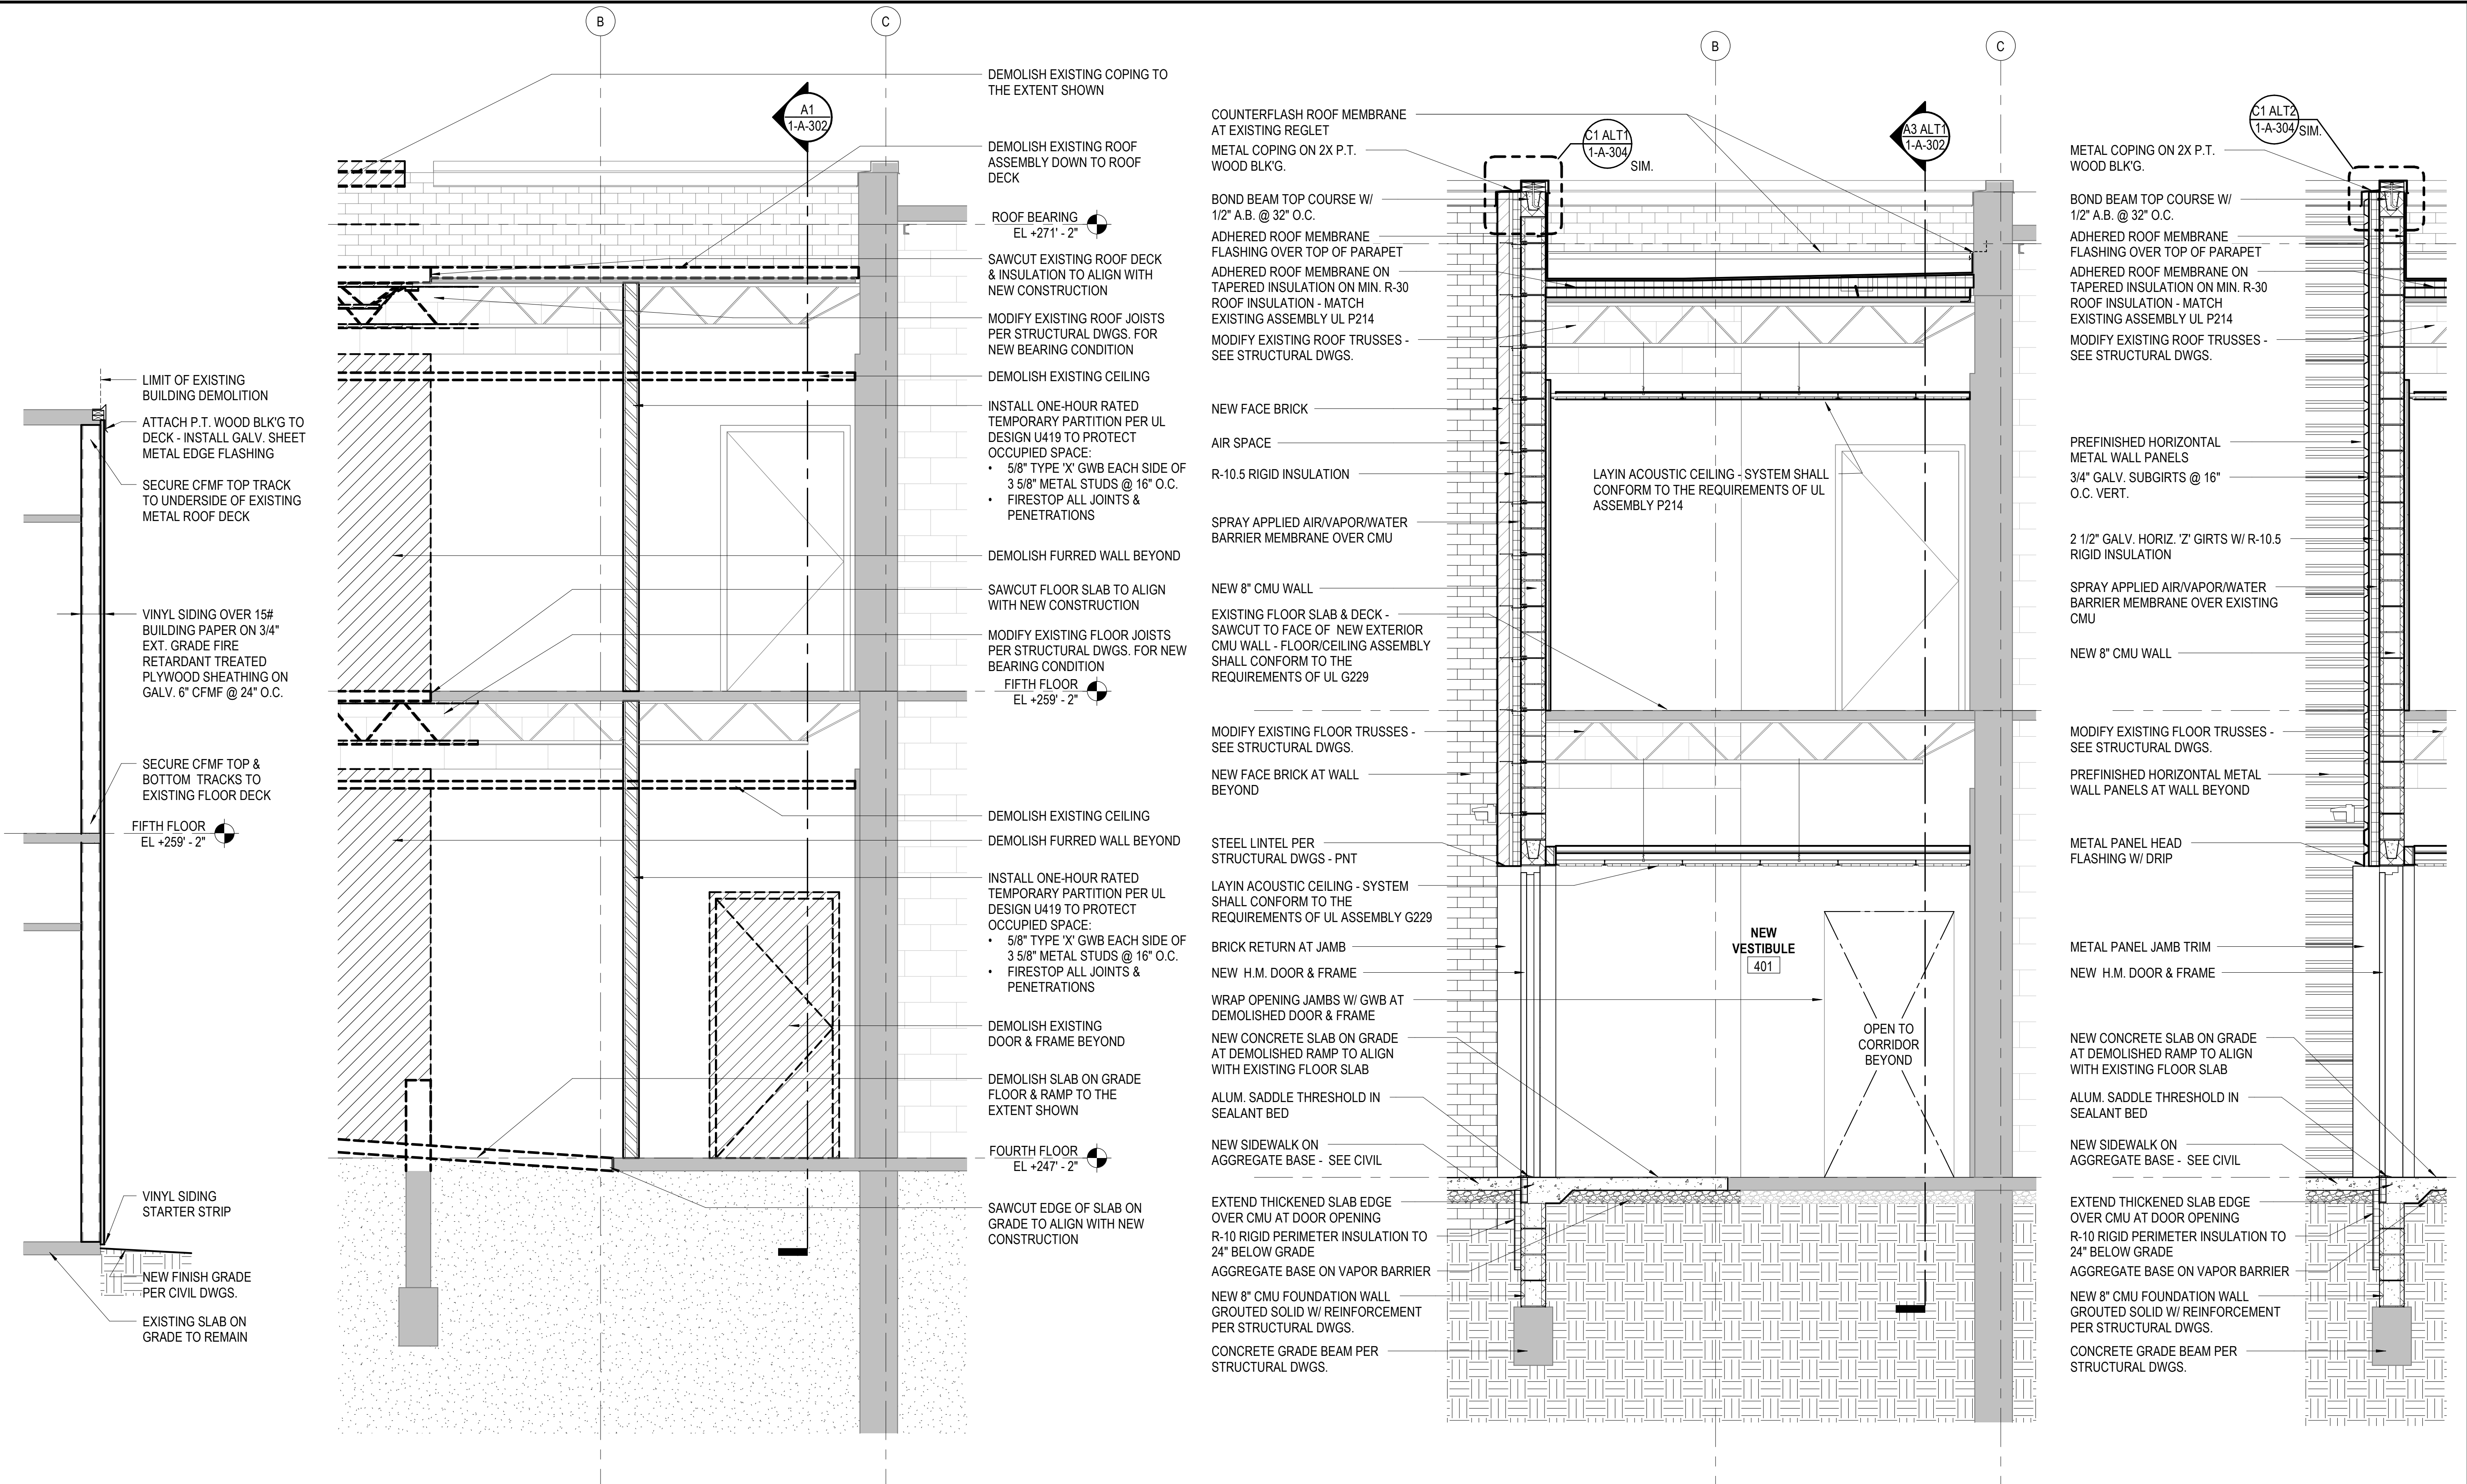 LIMIT OF EXISTING
BUILDING DEMOLITION
ATTACH P.T. WOOD BLK'G TO
DECK - INSTALL GALV. SHEET
METAL EDGE FLASHING
SECURE CFMF TOP TRACK
TO UNDERSIDE OF EXISTING
METAL ROOF DECK
VINYL SIDING OVER 15#
BUILDING PAPER ON 3/4"
EXT. GRADE FIRE
RETARDANT TREATED
PLYWOOD SHEATHING ON
GALV. 6" CFMF @ 24" O.C.
SECURE CFMF TOP &
BOTTOM TRACKS TO
EXISTING FLOOR DECK
FIFTH FLOOR
EL +259' - 2"
VINYL SIDING
STARTER STRIP
NEW FINISH GRADE
PER CIVIL DWGS.
EXISTING SLAB ON
GRADE TO REMAIN
B
C
A1
1-A-302
DEMOLISH EXISTING COPING TO
THE EXTENT SHOWN
DEMOLISH EXISTING ROOF
ASSEMBLY DOWN TO ROOF
DECK
ROOF BEARING
EL +271' - 2"
SAWCUT EXISTING ROOF DECK
& INSULATION TO ALIGN WITH
NEW CONSTRUCTION
MODIFY EXISTING ROOF JOISTS
PER STRUCTURAL DWGS. FOR
NEW BEARING CONDITION
DEMOLISH EXISTING CEILING
INSTALL ONE-HOUR RATED
TEMPORARY PARTITION PER UL
DESIGN U419 TO PROTECT
OCCUPIED SPACE:
• 5/8" TYPE 'X' GWB EACH SIDE OF
3 5/8" METAL STUDS @ 16" O.C.
• FIRESTOP ALL JOINTS &
PENETRATIONS
DEMOLISH FURRED WALL BEYOND
SAWCUT FLOOR SLAB TO ALIGN
WITH NEW CONSTRUCTION
MODIFY EXISTING FLOOR JOISTS
PER STRUCTURAL DWGS. FOR NEW
BEARING CONDITION
FIFTH FLOOR
EL +259' - 2"
DEMOLISH EXISTING CEILING
DEMOLISH FURRED WALL BEYOND
INSTALL ONE-HOUR RATED
TEMPORARY PARTITION PER UL
DESIGN U419 TO PROTECT
OCCUPIED SPACE:
• 5/8" TYPE 'X' GWB EACH SIDE OF
3 5/8" METAL STUDS @ 16" O.C.
• FIRESTOP ALL JOINTS &
PENETRATIONS
DEMOLISH EXISTING
DOOR & FRAME BEYOND
DEMOLISH SLAB ON GRADE
FLOOR & RAMP TO THE
EXTENT SHOWN
FOURTH FLOOR
EL +247' - 2"
SAWCUT EDGE OF SLAB ON
GRADE TO ALIGN WITH NEW
CONSTRUCTION
B
C
C1 ALT1
1-A-304
SIM.
A3 ALT1
1-A-302
COUNTERFLASH ROOF MEMBRANE
AT EXISTING REGLET
METAL COPING ON 2X P.T.
WOOD BLK'G.
BOND BEAM TOP COURSE W/
1/2" A.B. @ 32" O.C.
ADHERED ROOF MEMBRANE
FLASHING OVER TOP OF PARAPET
ADHERED ROOF MEMBRANE ON
TAPERED INSULATION ON MIN. R-30
ROOF INSULATION - MATCH
EXISTING ASSEMBLY UL P214
MODIFY EXISTING ROOF TRUSSES -
SEE STRUCTURAL DWGS.
NEW FACE BRICK
AIR SPACE
R-10.5 RIGID INSULATION
SPRAY APPLIED AIR/VAPOR/WATER
BARRIER MEMBRANE OVER CMU
NEW 8" CMU WALL
EXISTING FLOOR SLAB & DECK -
SAWCUT TO FACE OF NEW EXTERIOR
CMU WALL - FLOOR/CEILING ASSEMBLY
SHALL CONFORM TO THE
REQUIREMENTS OF UL G229
MODIFY EXISTING FLOOR TRUSSES -
SEE STRUCTURAL DWGS.
NEW FACE BRICK AT WALL
BEYOND
STEEL LINTEL PER
STRUCTURAL DWGS - PNT
LAYIN ACOUSTIC CEILING - SYSTEM
SHALL CONFORM TO THE
REQUIREMENTS OF UL ASSEMBLY G229
BRICK RETURN AT JAMB
NEW H.M. DOOR & FRAME
WRAP OPENING JAMBS W/ GWB AT
DEMOLISHED DOOR & FRAME
NEW CONCRETE SLAB ON GRADE
AT DEMOLISHED RAMP TO ALIGN
WITH EXISTING FLOOR SLAB
ALUM. SADDLE THRESHOLD IN
SEALANT BED
NEW SIDEWALK ON
AGGREGATE BASE - SEE CIVIL
EXTEND THICKENED SLAB EDGE
OVER CMU AT DOOR OPENING
R-10 RIGID PERIMETER INSULATION TO
24" BELOW GRADE
AGGREGATE BASE ON VAPOR BARRIER
NEW 8" CMU FOUNDATION WALL
GROUTED SOLID W/ REINFORCEMENT
PER STRUCTURAL DWGS.
CONCRETE GRADE BEAM PER
STRUCTURAL DWGS.
LAYIN ACOUSTIC CEILING - SYSTEM SHALL
CONFORM TO THE REQUIREMENTS OF UL
ASSEMBLY P214
NEW
VESTIBULE
401
OPEN TO
CORRIDOR
BEYOND
C1 ALT2
1-A-304
SIM.
METAL COPING ON 2X P.T.
WOOD BLK'G.
BOND BEAM TOP COURSE W/
1/2" A.B. @ 32" O.C.
ADHERED ROOF MEMBRANE
FLASHING OVER TOP OF PARAPET
ADHERED ROOF MEMBRANE ON
TAPERED INSULATION ON MIN. R-30
ROOF INSULATION - MATCH
EXISTING ASSEMBLY UL P214
MODIFY EXISTING ROOF TRUSSES -
SEE STRUCTURAL DWGS.
PREFINISHED HORIZONTAL
METAL WALL PANELS
3/4" GALV. SUBGIRTS @ 16"
O.C. VERT.
2 1/2" GALV. HORIZ. 'Z' GIRTS W/ R-10.5
RIGID INSULATION
SPRAY APPLIED AIR/VAPOR/WATER
BARRIER MEMBRANE OVER EXISTING
CMU
NEW 8" CMU WALL
MODIFY EXISTING FLOOR TRUSSES -
SEE STRUCTURAL DWGS.
PREFINISHED HORIZONTAL METAL
WALL PANELS AT WALL BEYOND
METAL PANEL HEAD
FLASHING W/ DRIP
METAL PANEL JAMB TRIM
NEW H.M. DOOR & FRAME
NEW CONCRETE SLAB ON GRADE
AT DEMOLISHED RAMP TO ALIGN
WITH EXISTING FLOOR SLAB
ALUM. SADDLE THRESHOLD IN
SEALANT BED
NEW SIDEWALK ON
AGGREGATE BASE - SEE CIVIL
EXTEND THICKENED SLAB EDGE
OVER CMU AT DOOR OPENING
R-10 RIGID PERIMETER INSULATION TO
24" BELOW GRADE
AGGREGATE BASE ON VAPOR BARRIER
NEW 8" CMU FOUNDATION WALL
GROUTED SOLID W/ REINFORCEMENT
PER STRUCTURAL DWGS.
CONCRETE GRADE BEAM PER
STRUCTURAL DWGS.